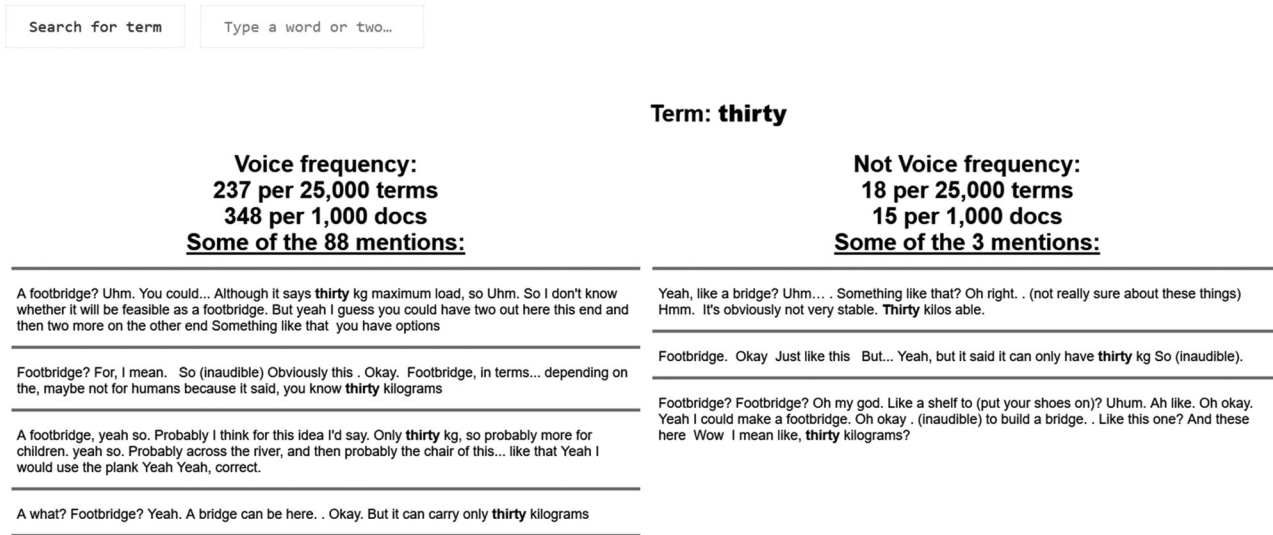 Search for term
Type a word or two…
Term: thirty
Voice frequency:
237 per 25,000 terms
348 per 1,000 docs
Some of the 88 mentions:
A footbridge? Uhm. You could... Although it says thirty kg maximum load, so Uhm. So I don't know
whether it will be feasible as a footbridge. But yeah I guess you could have two out here this end and
then two more on the other end Something like that  you have options
Footbridge? For, I mean.   So (inaudible) Obviously this . Okay.  Footbridge, in terms... depending on
the, maybe not for humans because it said, you know thirty kilograms
A footbridge, yeah so. Probably I think for this idea I'd say. Only thirty kg, so probably more for
children. yeah so. Probably across the river, and then probably the chair of this... like that Yeah I
would use the plank Yeah Yeah, correct.
A what? Footbridge? Yeah. A bridge can be here. . Okay. But it can carry only thirty kilograms
Not Voice frequency:
18 per 25,000 terms
15 per 1,000 docs
Some of the 3 mentions:
Yeah, like a bridge? Uhm... . Something like that? Oh right. . (not really sure about these things)
Hmm.  It's obviously not very stable. Thirty kilos able.
Footbridge.  Okay  Just like this   But... Yeah, but it said it can only have thirty kg So (inaudible).
Footbridge? Footbridge? Oh my god. Like a shelf to (put your shoes on)? Uhum. Ah like. Oh okay.
Yeah I could make a footbridge. Oh okay . (inaudible) to build a bridge. . Like this one? And these
here  Wow  I mean like, thirty kilograms?